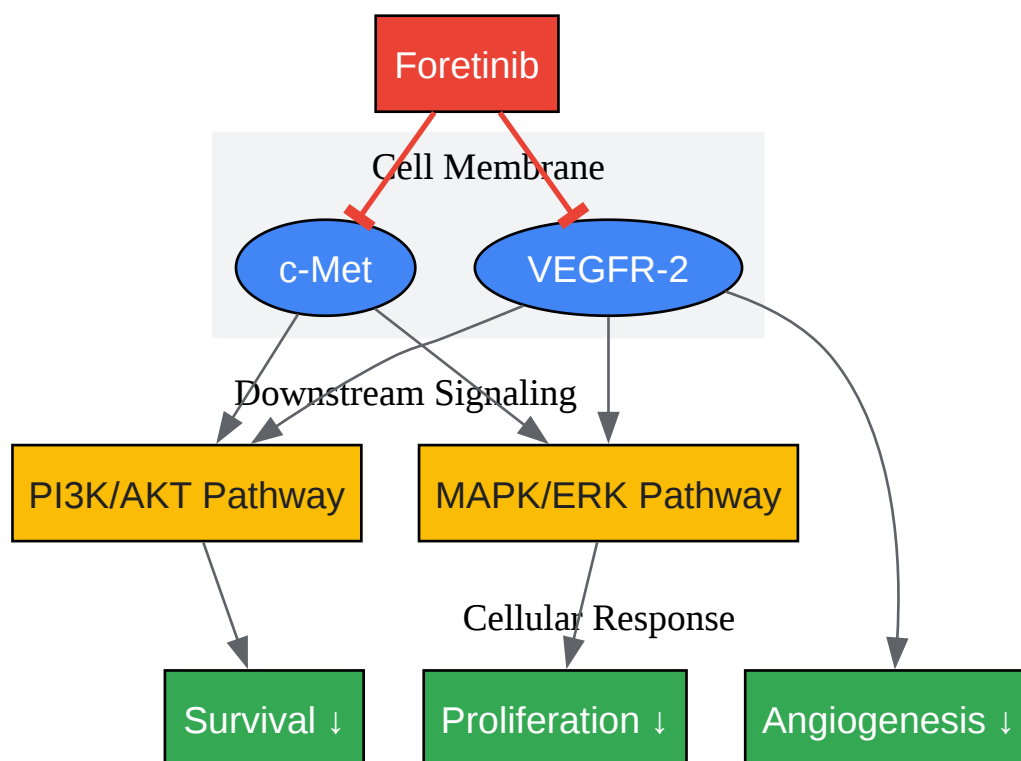 Foretinib
Cell Membrane
c-Met
VEGFR-2
Downstream Signaling
PI3K/AKT Pathway
MAPK/ERK Pathway
Cellular Response
Survival ↓
Proliferation ↓
Angiogenesis ↓